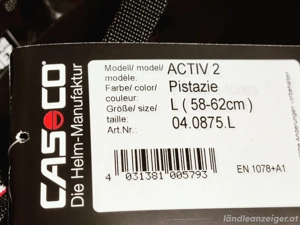 CASCO
Die Helm-Manufaktur
Modell/ model/ ACTIV 2
modèle:
Farbe/ color/ Pistazie
couleur:
Größe/ size/ L ( 58-62cm )
taille:
Art.Nr.: 04.0875.L
EN 1078+A1
4 031381 005793
ländleanzeiger.at